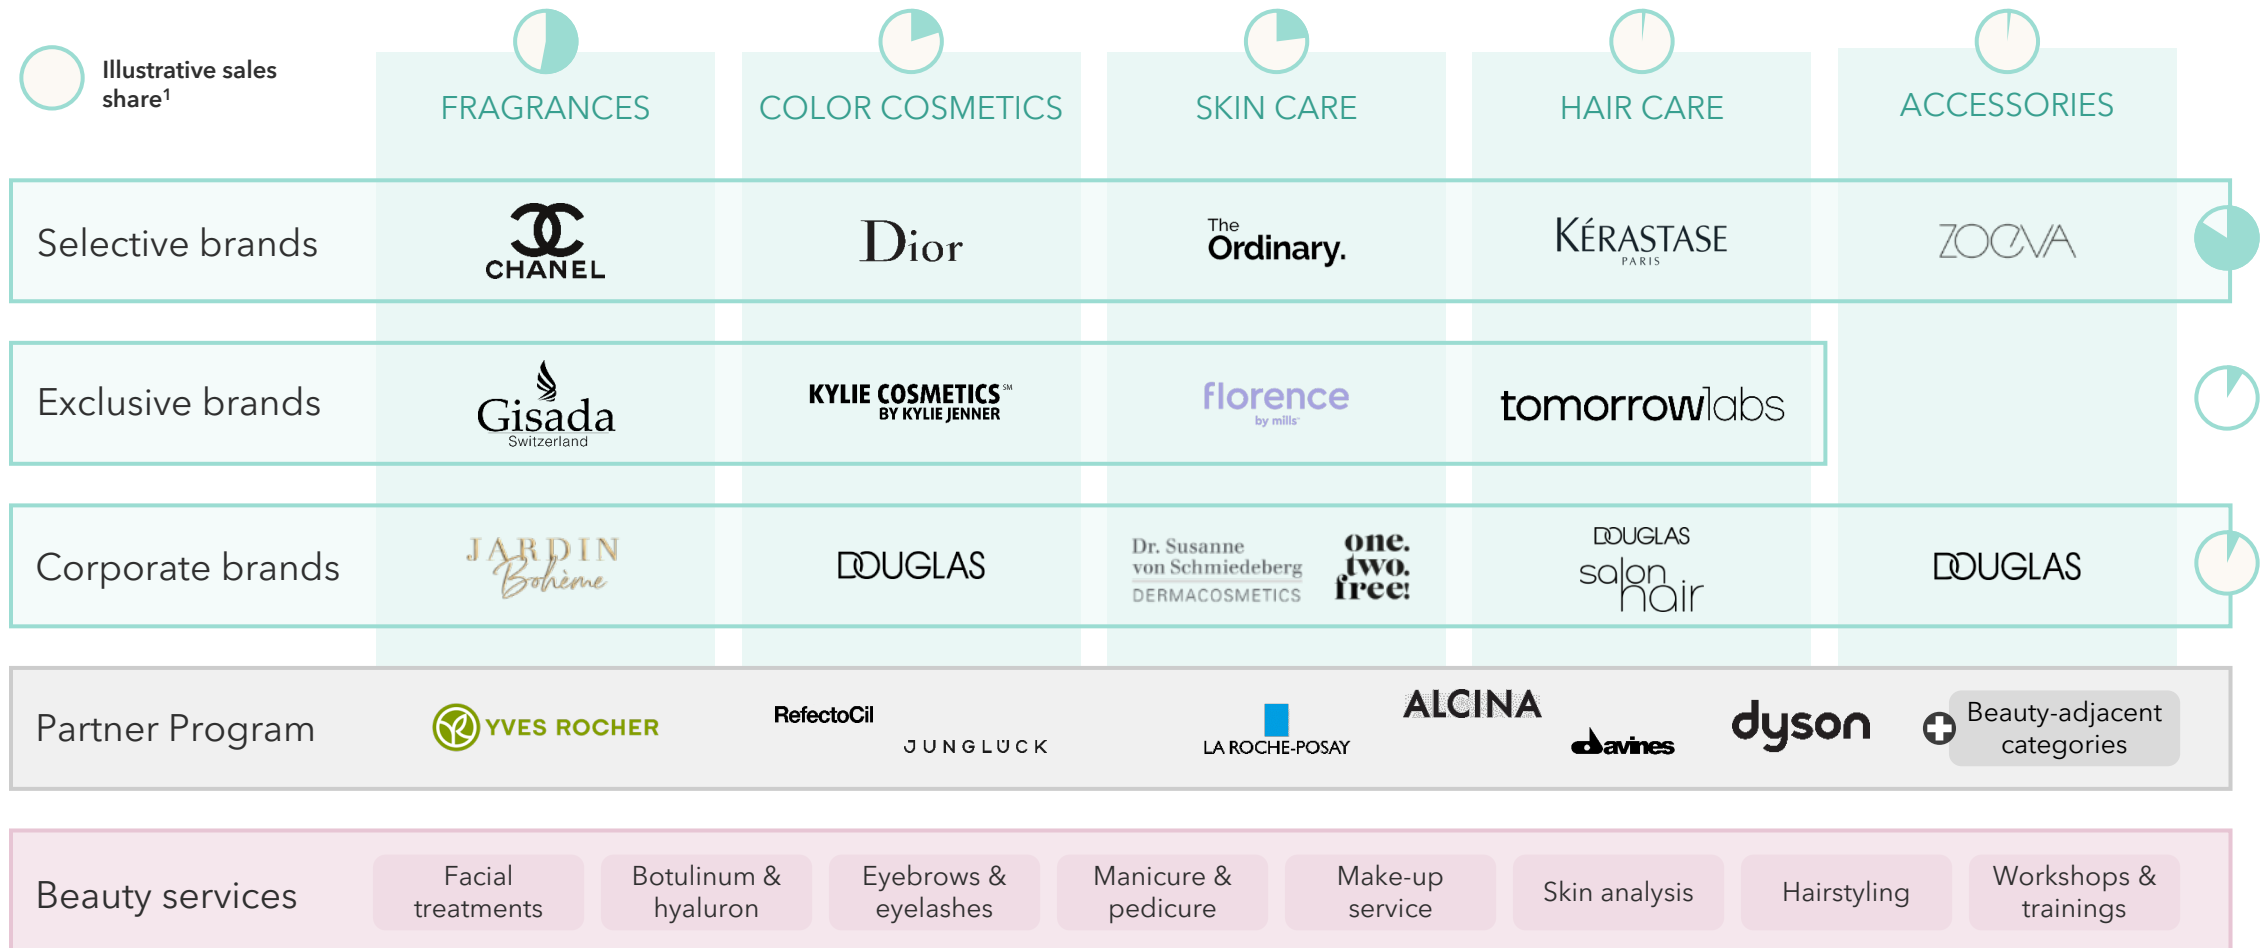 Illustrative sales
share¹
FRAGRANCES
COLOR COSMETICS
SKIN CARE
HAIR CARE
ACCESSORIES
Selective brands
CHANEL
Dior
The
Ordinary.
KÉRASTASE
PARIS
ZOEVA
Exclusive brands
Gisada
Switzerland
KYLIE COSMETICS℠
BY KYLIE JENNER
florence
by mills™
tomorrowlabs
Corporate brands
JARDIN
Bohème
DOUGLAS
Dr. Susanne
von Schmiedeberg
DERMACOSMETICS
one.
two.
free!
DOUGLAS
salon
hair
DOUGLAS
Partner Program
YVES ROCHER
RefectoCil
JUNGLÜCK
LA ROCHE-POSAY
ALCINA
davines
dyson
Beauty-adjacent
categories
Beauty services
Facial
treatments
Botulinum &
hyaluron
Eyebrows &
eyelashes
Manicure &
pedicure
Make-up
service
Skin analysis
Hairstyling
Workshops &
trainings